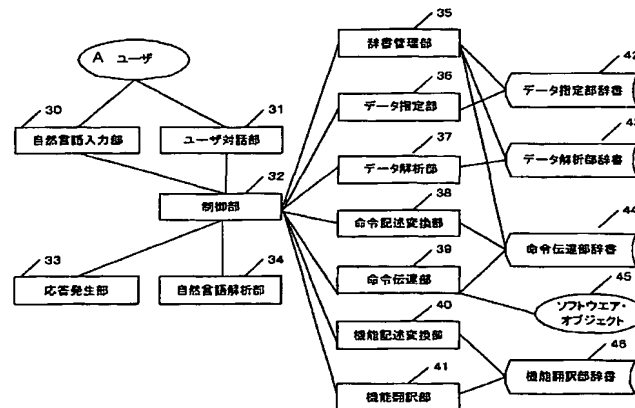 A ユーザ
30
自然言語入力部
31
ユーザ対話部
32
制御部
33
応答発生部
34
自然言語解析部
35
辞書管理部
36
データ指定部
37
データ解析部
38
命令記述変換部
39
命令伝達部
40
機能記述変換部
41
機能翻訳部
42
データ指定部辞書
43
データ解析部辞書
44
命令伝達部辞書
45
ソフトウエア・
オブジェクト
46
機能翻訳部辞書